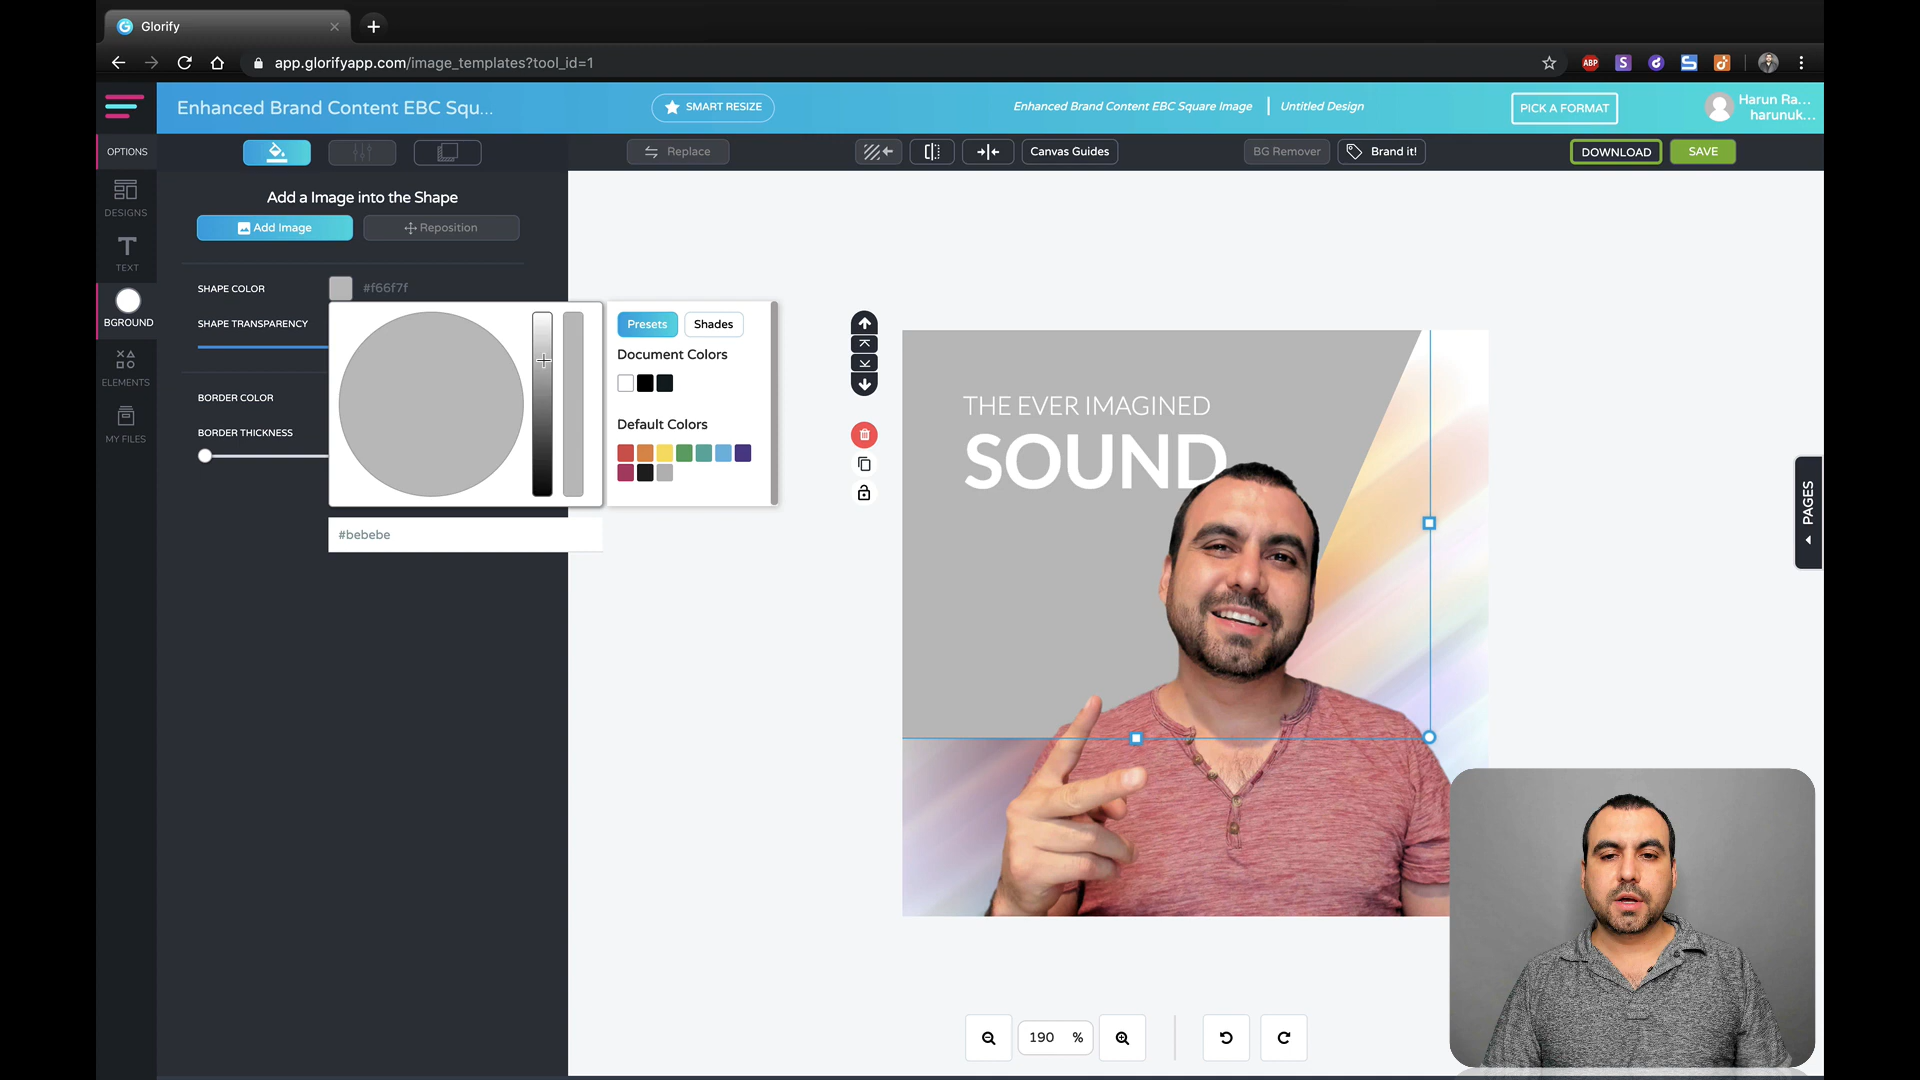 Glorify
app.glorifyapp.com/image_templates?tool_id=1
ABP
Enhanced Brand Content EBC Squ...
SMART RESIZE
Enhanced Brand Content EBC Square Image
Untitled Design
PICK A FORMAT
Harun Ra...
harunuk...
OPTIONS
Replace
Canvas Guides
BG Remover
Brand it!
DOWNLOAD
SAVE
DESIGNS
TEXT
BGROUND
ELEMENTS
MY FILES
Add a Image into the Shape
Add Image
Reposition
SHAPE COLOR
#f66f7f
SHAPE TRANSPARENCY
BORDER COLOR
BORDER THICKNESS
Presets
Shades
Document Colors
Default Colors
#bebebe
THE EVER IMAGINED
SOUND
PAGES
190 %